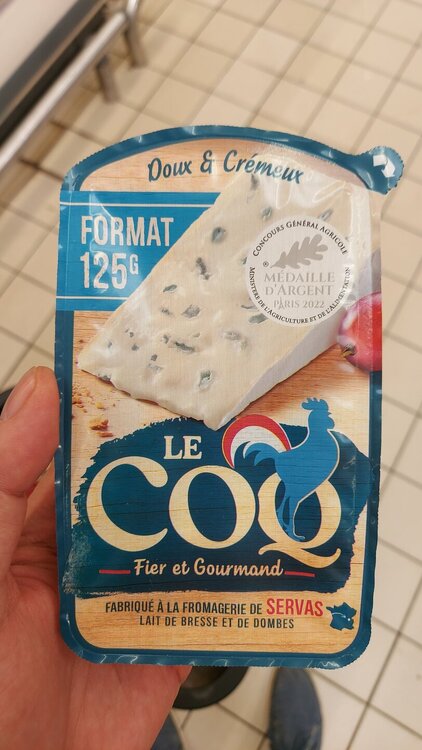 Doux & Crémeux
FORMAT
125G
CONCOURS GÉNÉRAL AGRICOLE
MÉDAILLE
D'ARGENT
PARIS 2022
MINISTÈRE DE L'AGRICULTURE ET DE L'ALIMENTATION
LE
COQ
Fier et Gourmand
FABRIQUÉ À LA FROMAGERIE DE SERVAS
LAIT DE BRESSE ET DE DOMBES